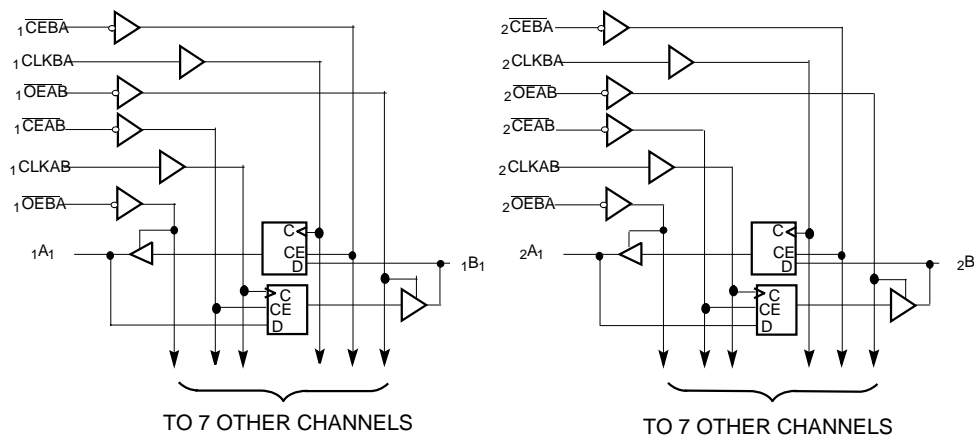 1CEBA
1CLKBA
1OEAB
1CEAB
1CLKAB
1OEBA
1A1
C
CE
D
1B1
C
CE
D
TO 7 OTHER CHANNELS
2CEBA
2CLKBA
2OEAB
2CEAB
2CLKAB
2OEBA
2A1
C
CE
D
2B
C
CE
D
TO 7 OTHER CHANNELS